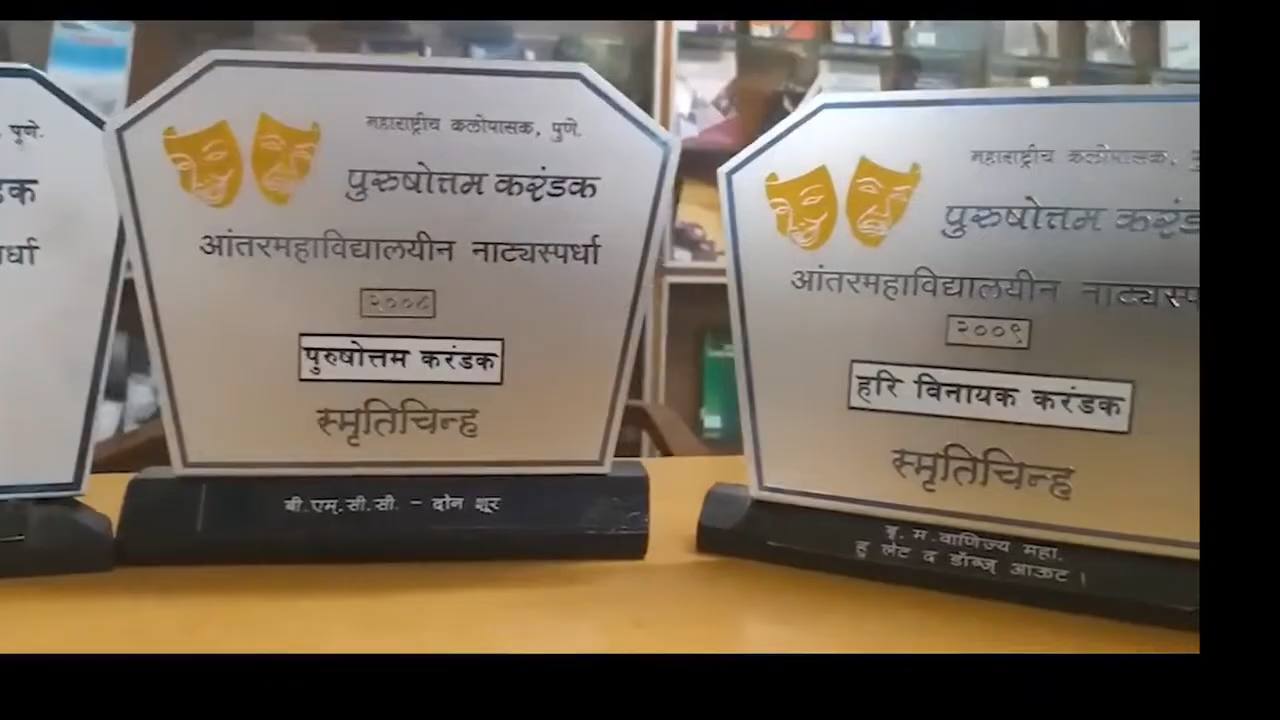 पुणे.
महाराष्ट्रीय कलोपासक, पुणे.
पुरुषोत्तम करंडक
आंतरमहाविद्यालयीन नाट्यस्पर्धा
२००८
पुरुषोत्तम करंडक
स्मृतिचिन्ह
बी.एम्.सी.सी. - दोन शूर
महाराष्ट्रीय कलोपासक,
पुरुषोत्तम
आंतरमहाविद्यालयीन
२००९
हरि विनायक करंडक
स्मृतिचिन्ह
बृ. म. वाणिज्य महा.
हु लेट द डॉग्ज् आऊट।